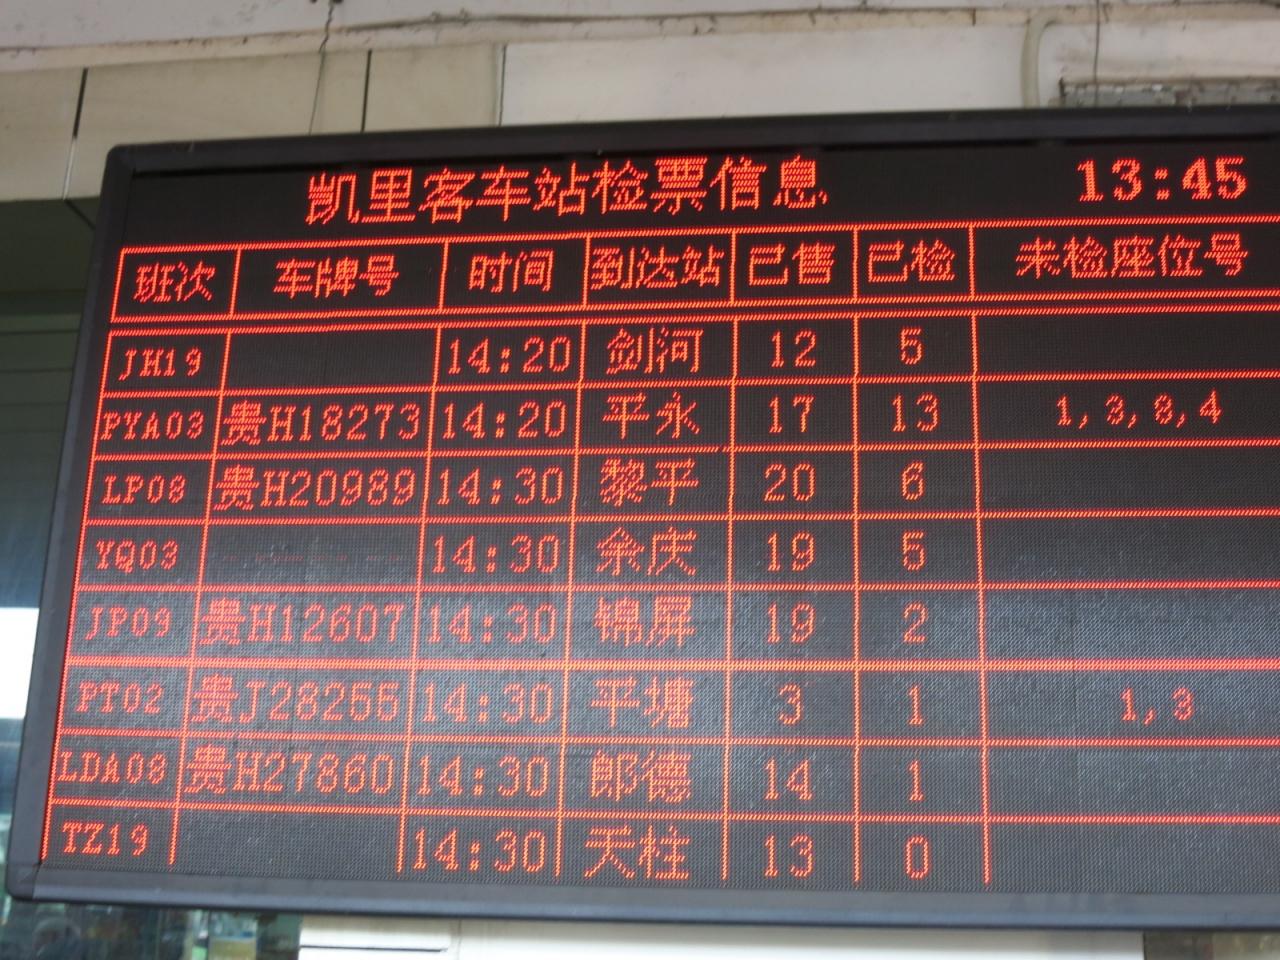 凯里客车站检票信息 13:45
班次 车牌号 时间 到达站 已售 已检 未检座位号
JH19 14:20 剑河 12 5
PYA03 贵H18273 14:20 平永 17 13 1,3,8,4
LP08 贵H20989 14:30 黎平 20 6
YQ03 14:30 余庆 19 5
JP09 贵H12607 14:30 锦屏 19 2
PT02 贵J28255 14:30 平塘 3 1 1,3
LDA08 贵H27860 14:30 郎德 14 1
TZ19 14:30 天柱 13 0